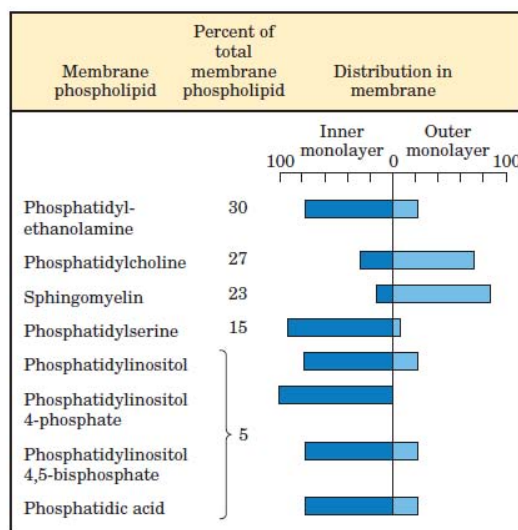 Membrane
phospholipid
Percent of
total
membrane
phospholipid
Distribution in
membrane
Inner
monolayer
Outer
monolayer
100 0 100
Phosphatidyl-
ethanolamine
30
Phosphatidylcholine 27
Sphingomyelin 23
Phosphatidylserine 15
Phosphatidylinositol
Phosphatidylinositol
4-phosphate
Phosphatidylinositol
4,5-bisphosphate
Phosphatidic acid
5